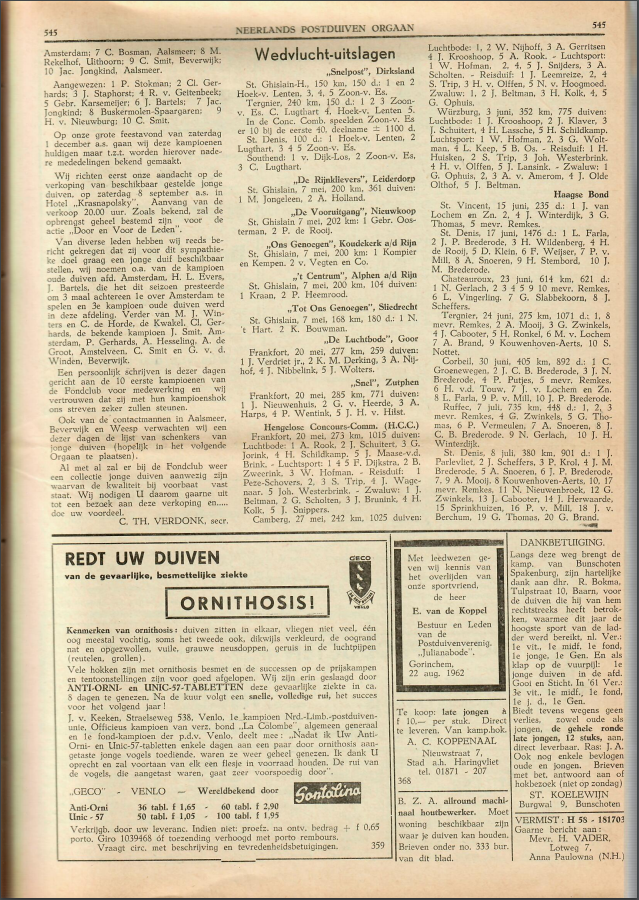 545
NEERLANDS POSTDUIVEN ORGAAN
545
Amsterdam; 7 C. Bosman, Aalsmeer; 8 M.
Rekelhof, Uithoorn; 9 C. Smit, Beverwijk;
10 Jac. Jongkind, Aalsmeer.
Aangewezen: 1 P. Stokman; 2 Cl. Ger-
hards; 3 J. Staphorst; 4 R. v. Geitenbeek;
5 Gebr. Karsemeijer; 6 J. Bartels; 7 Jac.
Jongkind; 8 Buskermolen-Spaargaren; 9
H. v. Nieuwburg; 10 C. Smit.
Op onze grote feestavond van zaterdag
1 december a.s. gaan wij deze kampioenen
huldigen maar t.z.t. worden hierover nade-
re mededelingen bekend gemaakt.
Wij richten eerst onze aandacht op de
verkoping van beschikbaar gestelde jonge
duiven, op zaterdag 8 september a.s. in
Hotel „Krasnapolsky", Aanvang van de
verkoop 20.00 uur. Zoals bekend, zal de
opbrengst geheel bestemd zijn voor de
actie „Door en Voor de Leden".
Van diverse leden hebben wij reeds be-
richt gekregen dat zij voor dit sympathie-
ke doel graag een jonge duif beschikbaar
stellen, wij noemen o.a. van de kampioen
oude duiven afd. Amsterdam, H. L. Evers,
J. Bartels, die het dit seizoen presteerde
om 3 maal achtereen 1e over Amsterdam te
spelen en 3e kampioen oude duiven werd
in deze afdeling. Verder van M. J. Win-
ters en C. de Horde, de Kwakel. Cl. Ger-
hards, de bekende kampioen J. Smit, Am-
sterdam, P. Gerhards, A. Hesseling, A. de
Groot, Amstelveen, C. Smit en G. v. d.
Winden, Beverwijk.
Een persoonlijk schrijven is dezer dagen
gericht aan de 10 eerste kampioenen van
de Fondclub voor medewerking en wij
vertrouwen dat zij met hun kampioenshok
ons streven zeker zullen steunen.
Ook van de contactmannen in Aalsmeer,
Beverwijk en Weesp verwachten wij een
dezer dagen de lijst van schenkers van
jonge duiven (hopelijk in het volgende
Orgaan te plaatsen).
Al met al zal er bij de Fondclub weer
een collectie jonge duiven aanwezig zijn
waarvan de kwaliteit bij voorbaat vast
staat. Wij nodigen U daarom gaarne uit
tot een bezoek aan deze verkoping en.....
doe uw voordeel.
C. TH. VERDONK, secr.
Wedvlucht-uitslagen
„Snelpost", Dirksland
St. Ghislain-H., 150 km, 150 d.: 1 en 2
Hoek-v. Lenten, 3, 4, 5 Zoon-v. Es.
Tergnier, 240 km, 150 d.: 1 2 3 Zoon-
v. Es, C. Lugthart 4, Hoek-v. Lenten 5.
In de Conc. Comb. speelden Zoon-v. Es
er 10 bij de eerste 40, deelname ± 1100 d.
St. Denis, 100 d.: 1 Hoek-v. Lenten, 2
Lugthart, 3 4 5 Zoon-v. Es.
Southend: 1 v. Dijk-Los, 2 Zoon-v. Es,
3 C. Lugthart.
„De Rijnklievers", Leiderdorp
St. Ghislain, 7 mei, 200 km, 361 duiven:
1 M. Jongeleen, 2 A. Holland.
„De Vooruitgang", Nieuwkoop
St. Ghislain 7 mei, 202 km: 1 Gebr. Oos-
terman, 2 P. de Rooij.
„Ons Genoegen", Koudekerk a/d Rijn
St. Ghislain, 7 mei, 200 km: 1 Kompier
en Kempen. 2 v. Vegten en Co.
„'t Centrum", Alphen a/d Rijn
St. Ghislain, 7 mei, 200 km, 104 duiven:
1 Kraan, 2 P. Heemrood.
„Tot Ons Genoegen", Sliedrecht
St. Ghislain, 7 mei, 168 km, 180 d.: 1 N.
't Hart. 2 K. Bouwman.
„De Luchtbode", Goor
Frankfort, 20 mei, 277 km, 259 duiven:
1 J. Verdriet jr., 2 K.M. Derking, 3 A. Nij-
hof, 4 J. Nibbelink, 5 J. Wolters.
„Snel", Zutphen
Frankfort, 20 mei, 285 km, 771 duiven:
1 J. Nieuwenhuis, 2 G. v. Heerde, 3 A.
Harps, 4 P. Wentink, 5 J. H. v. Hilst.
Hengelose Concours-Comm. (H.C.C.)
Frankfort, 20 mei, 273 km, 1015 duiven:
Luchtbode: 1 A. Rook, 2 J. Schuitert, 3 G.
Jorink, 4 H. Schildkamp, 5 J. Maase-v.d.
Brink, - Luchtsport: 1 4 5 F. Dijkstra, 2 B.
Zweerink, 3 W. Hofman. - Reisduif: 1
Peze-Schovers, 2, 3 S. Trip, 4 J. Wage-
naar, 5 Joh. Westerbrink. - Zwaluw: 1 J.
Beltman, 2 G. Scholten, 3 J. Brunink, 4 H.
Kolk, 5 J. Snippers.
Camberg, 27 mei, 242 km, 1025 duiven:
Luchtbode: 1, 2 W. Nijhoff, 3 A. Gerritsen
4 J. Krooshoop, 5 A. Rook. - Luchtsport:
1 W. Hofman, 2, 4, 5 J. Snijders, 3 A.
Scholten. - Reisduif: 1 J. Leemreize, 2, 4
S. Trip, 3 H. v. Olffen, 5 N. v. Hoogmoed.
Zwaluw: 1, 2 J. Beltman, 3 H. Kolk, 4, 5
G. Ophuis.
Würzburg, 3 juni, 352 km, 775 duiven:
Luchtbode: 1 J. Krooshoop, 2 J. Klaver, 3
J. Schuitert, 4 H. Lassche, 5 H. Schildkamp.
Luchtsport: 1 W. Hofman, 2, 3 G. Wol-
man, 4 L. Keep, 5 B. Os. - Reisduif: 1 H.
Huisken, 2 S. Trip, 3 Joh. Westerbrink.
4 H. v. Olffen, 5 J. Lansink. - Zwaluw: 1
G. Ophuis, 2, 3 A. v. Amerom, 4 J. Olde
Olthof, 5 J. Beltman.
Haagse Bond
St. Vincent, 15 juni, 235 d.: 1 J. van
Lochem en Zn. 2, 4 J. Winterdijk, 3 G.
Thomas, 5 mevr. Remkes.
St. Denis, 17 juni, 1476 d.: 1 L. Farla,
2 J. P. Brederode, 3 H. Wildenberg, 4 H.
de Rooij, 5 D. Klein, 6 F. Weijser, 7 P. v.
Mill, 8 A. Snoeren, 9 H. Stembord, 10 J.
M. Brederode.
Chateauroux, 23 juni, 614 km, 621 d.:
1 N. Gerlach, 2 3 4 5 9 10 mevr. Remkes,
6 L, Vingerling, 7 G. Slabbekoorn, 8 J.
Scheffers.
Tergnier, 24 juni, 275 km, 1071 d.: 1, 8
mevr. Remkes, 2 A. Mooij, 3 G. Zwinkels,
4 J. Cabooter, 5 H. Ronkel, 6 M. v. Lochem
7 A. Brand, 9 Kouwenhoven-Aerts, 10 S.
Nottet.
Corbeil, 30 juni, 405 km, 892 d.: 1 C.
Groenewegen, 2 J. C. B. Brederode, 3 J. N.
Brederode, 4 P. Putjes, 5 mevr. Remkes.
6 H. v.d. Touw, 7 J. v. Lochem en Zn.
8 L. Farla, 9 P. v. Mill, 10 J. P. Brederode.
Ruffec, 7 juli, 735 km, 448 d.: 1, 2, 3
mevr. Remkes, 4 G. Zwinkels, 5 G. Tho-
mas, 6 P. Vermeulen, 7 A. Snoeren, 8 J.
C. B. Brederode. 9 N. Gerlach, 10 J. H.
Winterdijk.
St. Denis, 8 juli, 380 km, 901 d.: 1 J.
Parlevliet, 2 J. Scheffers, 3 P. Krol, 4 J. M.
Brederode, 5 A. Snoeren, 6 J. P. Brederode,
7, 9 A. Mooij, 8 Kouwenhoven-Aerts, 10, 17
mevr. Remkes, 11 N. Nieuwenbroek, 12 G.
Zwinkels, 13 J. Cabooter, 14 J. Herwaarde,
15 Sprinkhuizen, 16 P. v. Mill, 18 J. v.
Berchum, 19 G. Thomas, 20 G. Brand.
REDT UW DUIVEN
van de gevaarlijke, besmettelijke ziekte
ORNITHOSIS!
GECO
VENLO
Kenmerken van ornithosis: duiven zitten in elkaar, vliegen niet veel, één
oog meestal vochtig, soms het tweede ook, dikwijls verkleurd, de oogrand
nat en opgezwollen, vuile, grauwe neusdoppen, geruis in de luchtpijpen
(reutelen, grollen).
Vele hokken zijn met ornithosis besmet en de successen op de prijskampen
en tentoonstellingen zijn voor goed afgelopen. Wij zijn erin geslaagd door
ANTI-ORNI- en UNIC-57-TABLETTEN deze gevaarlijke ziekte in ca.
8 dagen te genezen. Na de kuur volgt een snelle, volledige rui, het succes
voor het volgend jaar!
J. v. Keeken, Straelseweg 538, Venlo, 1e kampioen Nrd.-Limb.-postduiven-
unie, Officieus kampioen van verz. bond „La Colombe", algemeen generaal
en 1e fond-kampioen der p.d.v. Venlo, deelt mee: „Nadat ik Uw Anti-
Orni- en Unic-57-tabletten enkele dagen aan een paar door ornithosis aan-
getaste jonge vogels toediende, waren ze weer geheel genezen. Ik dank U
oprecht en zal voortaan van elk een flesje in voorraad houden. De rui van
de vogels, die aangetast waren, gaat zeer voorspoedig door".
„GECO" - VENLO — Wereldbekend door
Santalina
Anti-Orni 36 tabl. f 1,65 - 60 tabl. f 2,90
Unic - 57 50 tabl. f 1,05 - 100 tabl. f 1,95
Verkrijgb. door uw leveranc. Indien niet: proefz. na ontv. bedrag + f 0,65
porto. Giro 1039468 óf toezending verhoogd met porto rembours.
Vraagt circ. met beschrijving en tevredenheidsbetuigingen. 359
Met leedwezen ge-
ven wij kennis van
het overlijden van
onze sportvriend,
de heer
E. van de Koppel
Bestuur en Leden
van de
Postduivenverenig.
„Julianabode".
Gorinchem,
22 aug. 1962
Te koop: late jongen à
f 10,— per stuk. Direct
te leveren. Van kamp.hok.
A. C. KOPPENAAL
Nieuwstraat 7,
Stad a.h. Haringvliet
tel. 01871 - 207
368
B. Z. A. allround machi-
naal houtbewerker. Moet
woning beschikbaar zijn
waar je duiven kan houden.
Brieven onder no. 333 bur.
van dit blad.
DANKBETUIGING.
Langs deze weg brengt de
kamp. van Bunschoten
Spakenburg, zijn hartelijke
dank aan dhr. R. Bokma,
Tulpstraat 10, Baarn, voor
de duiven die hij van hem
rechtstreeks heeft betrok-
ken, waarmee dit jaar de
hoogste sport van de lad-
der werd bereikt, nl. Ver.:
1e vit., 1e midf. 1e fond,
1e jonge, 1e Gen. En als
klap op de vuurpijl: 1e
jonge duiven in de afd.
Gooi en Sticht. In '61 Ver.:
3e vit., 1e midf., 1e fond,
1e j. d., 1e Gen.
Biedt tevens wegens geen
verlies, zowel oude als
jongen, de gehele ronde
late jongen, 12 stuks, aan,
direct leverbaar. Ras: J. A.
Ook nog enkele bevlogen
oude en jongen. Brieven
met bet. antwoord aan of
hokbezoek (niet op zondag)
ST. KOELEWIJN
Burgwal 9, Bunschoten
VERMIST: H 58 - 181703
Gaarne bericht aan:
Mevr. H. VADER,
Lotweg 7,
Anna Paulowna (N.H.)